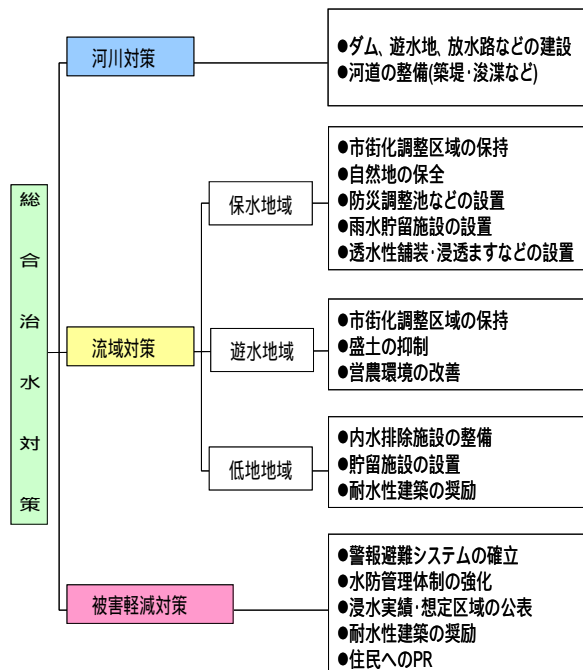 総合治水対策
河川対策
●ダム、遊水地、放水路などの建設
●河道の整備(築堤・浚渫など)
流域対策
保水地域
●市街化調整区域の保持
●自然地の保全
●防災調整池などの設置
●雨水貯留施設の設置
●透水性舗装・浸透ますなどの設置
遊水地域
●市街化調整区域の保持
●盛土の抑制
●営農環境の改善
低地地域
●内水排除施設の整備
●貯留施設の設置
●耐水性建築の奨励
被害軽減対策
●警報避難システムの確立
●水防管理体制の強化
●浸水実績・想定区域の公表
●耐水性建築の奨励
●住民へのPR